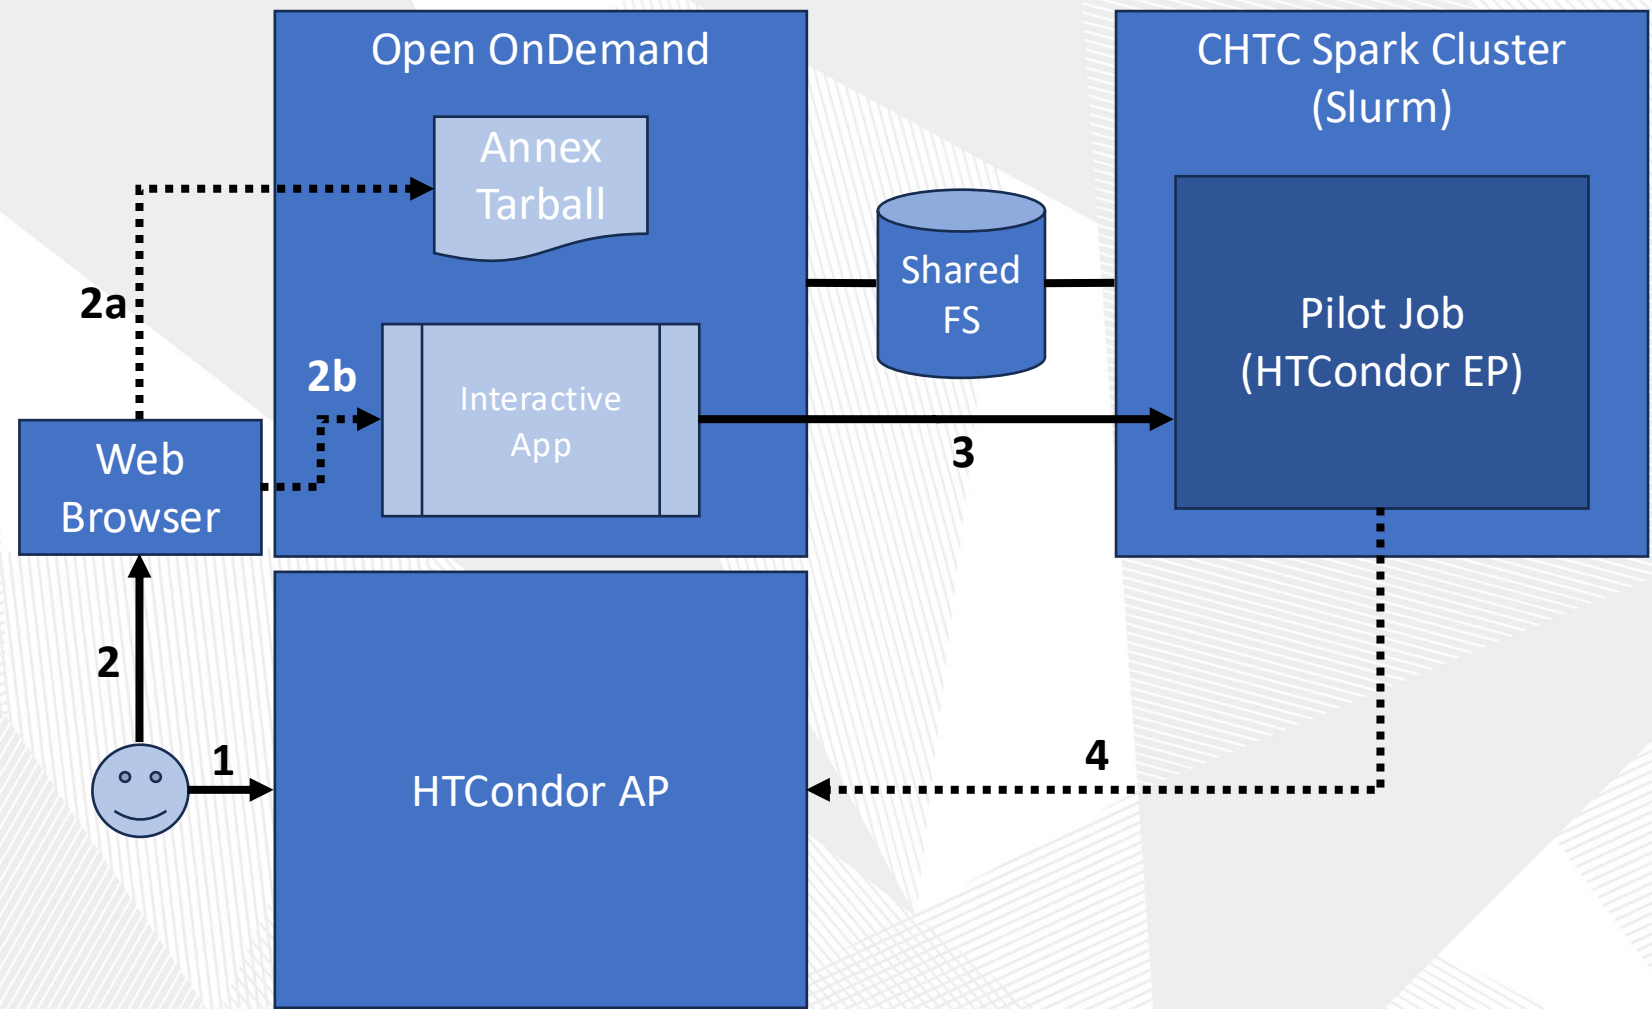 Open OnDemand
Annex
Tarball
2a
2b
Interactive
App
Web
Browser
Shared
FS
3
CHTC Spark Cluster
(Slurm)
Pilot Job
(HTCondor EP)
2
1
HTCondor AP
4